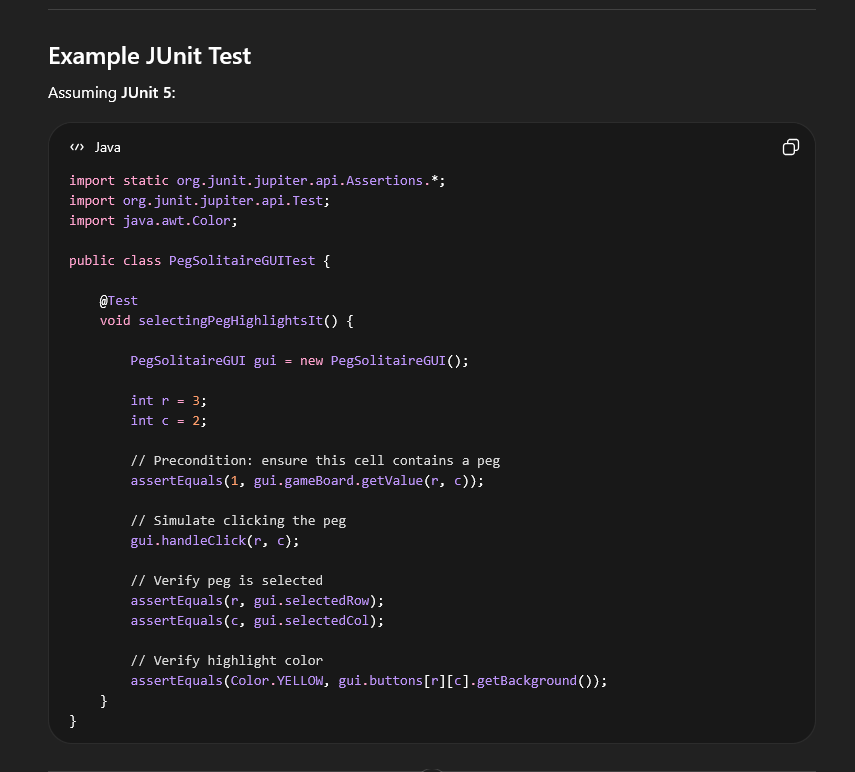 Example JUnit Test
Assuming JUnit 5:
Java
import static org.junit.jupiter.api.Assertions.*;
import org.junit.jupiter.api.Test;
import java.awt.Color;
public class PegSolitaireGUITest {
@Test
void selectingPegHighlightsIt() {
PegSolitaireGUI gui = new PegSolitaireGUI();
int r = 3;
int c = 2;
// Precondition: ensure this cell contains a peg
assertEquals(1, gui.gameBoard.getValue(r, c));
// Simulate clicking the peg
gui.handleClick(r, c);
// Verify peg is selected
assertEquals(r, gui.selectedRow);
assertEquals(c, gui.selectedCol);
// Verify highlight color
assertEquals(Color.YELLOW, gui.buttons[r][c].getBackground());
}
}